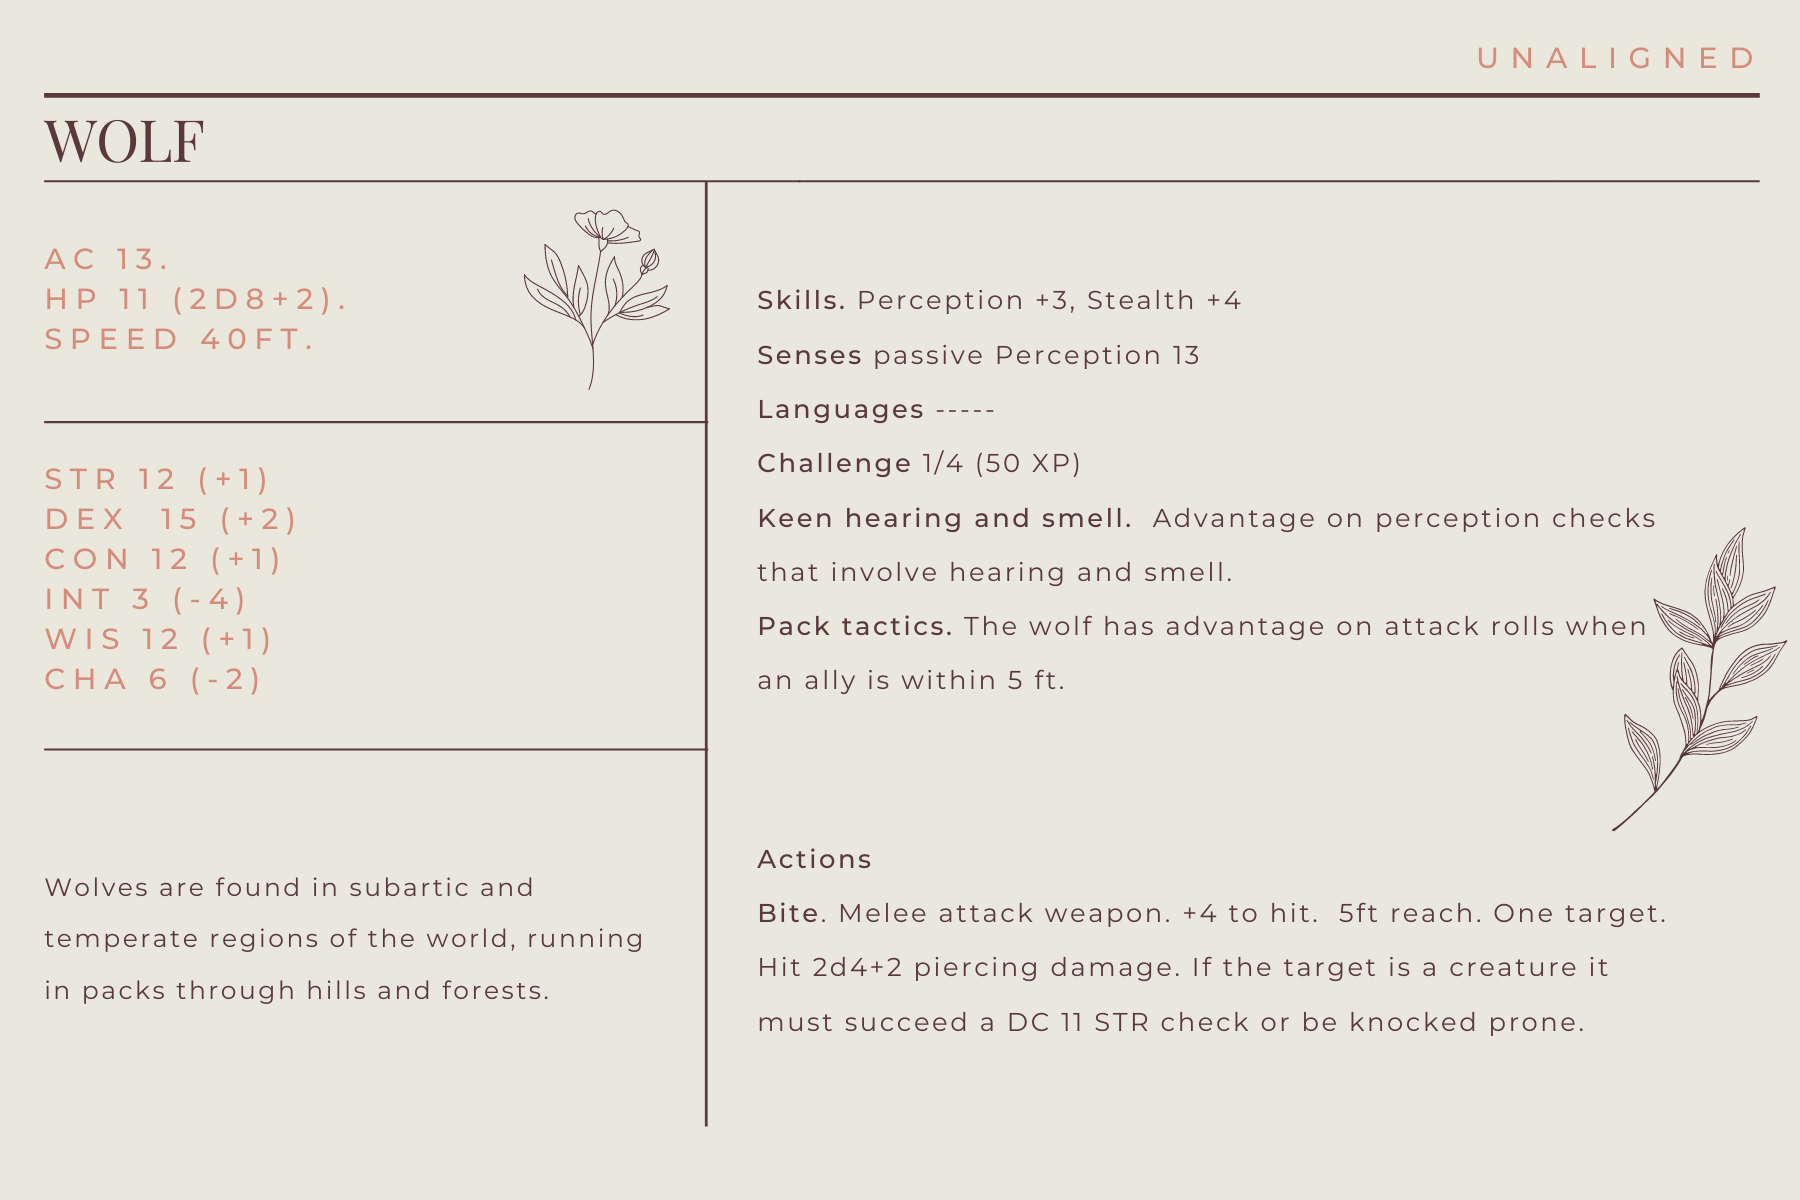 UNALIGNED
WOLF
AC 13.
HP 11 (2D8+2).
SPEED 40FT.
STR 12 (+1)
DEX  15 (+2)
CON 12 (+1)
INT 3 (-4)
WIS 12 (+1)
CHA 6 (-2)
Wolves are found in subartic and
temperate regions of the world, running
in packs through hills and forests.
Skills. Perception +3, Stealth +4
Senses passive Perception 13
Languages -----
Challenge 1/4 (50 XP)
Keen hearing and smell.  Advantage on perception checks
that involve hearing and smell.
Pack tactics. The wolf has advantage on attack rolls when
an ally is within 5 ft.
Actions
Bite. Melee attack weapon. +4 to hit.  5ft reach. One target.
Hit 2d4+2 piercing damage. If the target is a creature it
must succeed a DC 11 STR check or be knocked prone.